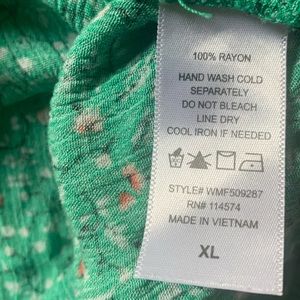 100% RAYON
HAND WASH COLD
SEPARATELY
DO NOT BLEACH
LINE DRY
COOL IRON IF NEEDED
STYLE# WMF509287
RN# 114574
MADE IN VIETNAM
XL